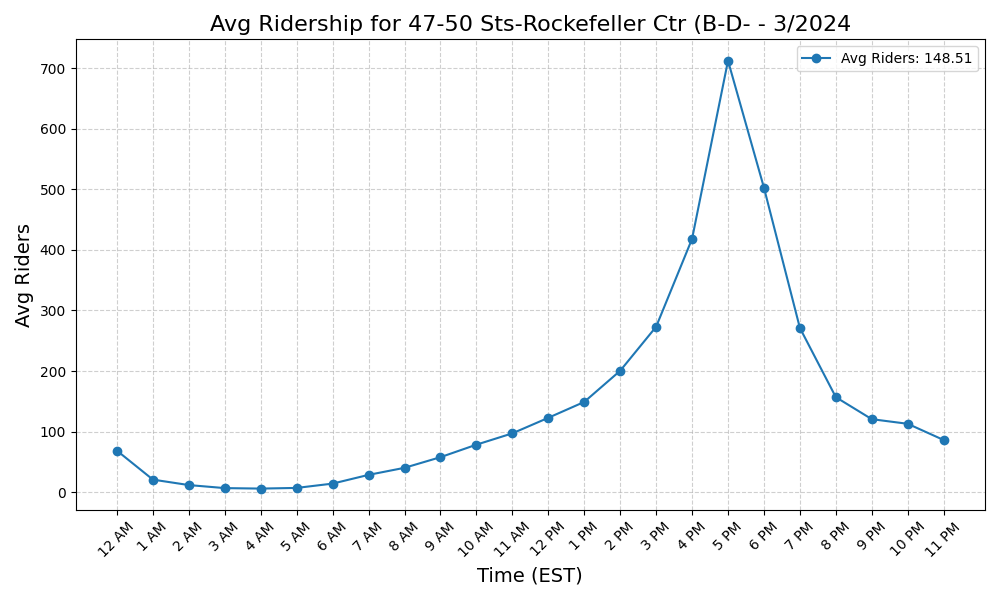 Avg Ridership for 47-50 Sts-Rockefeller Ctr (B-D- - 3/2024
Avg Riders: 148.51
Avg Riders
700
600
500
400
300
200
100
0
12 AM
1 AM
2 AM
3 AM
4 AM
5 AM
6 AM
7 AM
8 AM
9 AM
10 AM
11 AM
12 PM
1 PM
2 PM
3 PM
4 PM
5 PM
6 PM
7 PM
8 PM
9 PM
10 PM
11 PM
Time (EST)